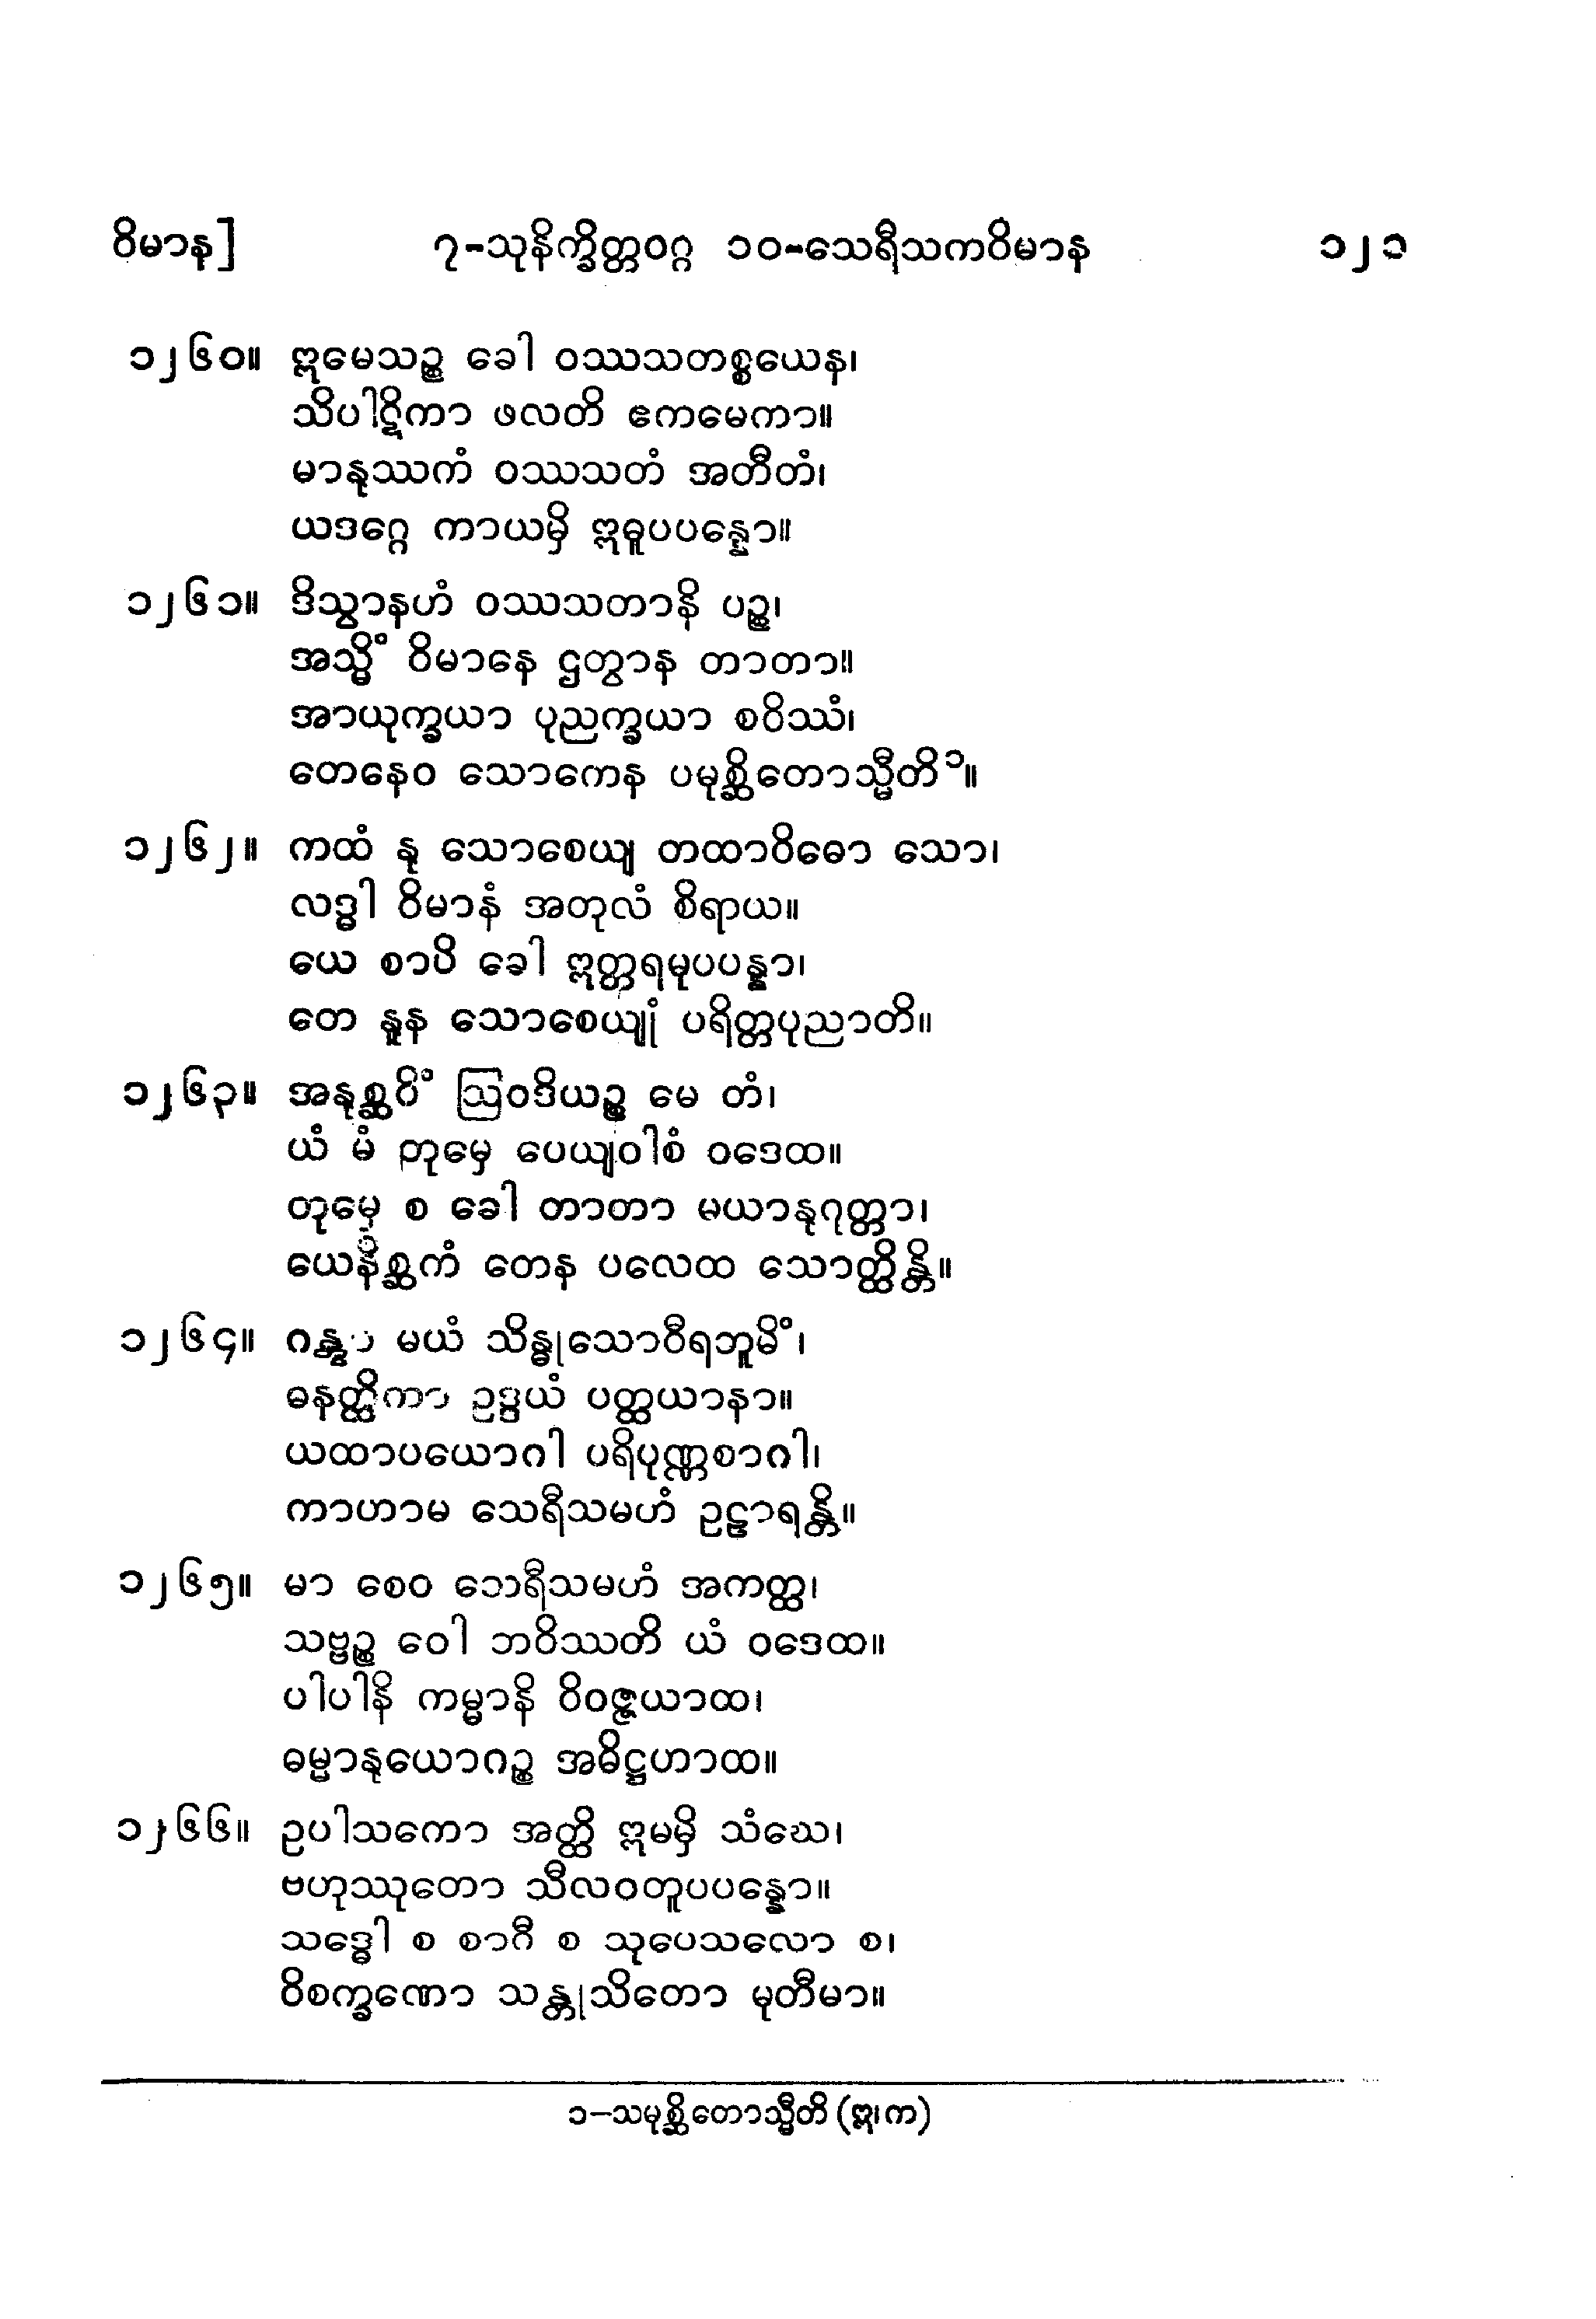 ဝိမာန]	၇-သုနိက္ခိတ္တဝဂ္ဂ ၁၀-သေရီသကဝိမာန	၁၂၁
၁၂၆၀။ ဣမေသဉ္စ ခေါ ဝဿသတစ္စယေန၊
သိပါဋိကာ ဖလတိ ဧကမေကာ။
မာနုဿကံ ဝဿသတံ အတီတံ၊
ယဒဂ္ဂေ ကာယမှိ ဣဓူပပန္နော။
၁၂၆၁။ ဒိသွာနဟံ ဝဿသတာနိ ပဉ္စ၊
အသ္မိံ ဝိမာနေ ဌတွာန တာတာ။
အာယုက္ခယာ ပုညက္ခယာ စဝိဿံ၊
တေနေဝ သောကေန ပမုစ္ဆိတောသ္မီတိ၁။
၁၂၆၂။ ကထံ နု သောစေယျ တထာဝိဓော သော၊
လဒ္ဓါ ဝိမာနံ အတုလံ စိရာယ။
ယေ စာပိ ခေါ ဣတ္တရမုပပန္နာ၊
တေ နူန သောစေယျုံ ပရိတ္တပုညာတိ။
၁၂၆၃။ အနုစ္ဆဝိံ ဩဝဒိယဉ္စ မေ တံ၊
ယံ မံ တုမှေ ပေယျဝါစံ ဝဒေထ။
တုမှေ စ ခေါ တာတာ မယာနုဂုတ္တာ၊
ယေနိစ္ဆကံ တေန ပလေထ သောတ္ထိန္တိ။
၁၂၆၄။ ဂန္တွာ မယံ သိန္ဓုသောဝီရဘူမိံ၊
ဓနတ္ထိကာ ဥဒ္ဒယံ ပတ္ထယာနာ။
ယထာပယောဂါ ပရိပုဏ္ဏစာဂါ၊
ကာဟာမ သေရီသမဟံ ဥဠာရန္တိ။
၁၂၆၅။ မာ စေဝ သေရီသမဟံ အကတ္ထ၊
သဗ္ဗဉ္စ ဝေါ ဘဝိဿတိ ယံ ဝဒေထ။
ပါပါနိ ကမ္မာနိ ဝိဝဇ္ဇယာထ၊
ဓမ္မာနုယောဂဉ္စ အဓိဋ္ဌဟာထ။
၁၂၆၆။ ဥပါသကော အတ္ထိ ဣမမှိ သံဃေ၊
ဗဟုဿုတော သီလဝတူပပန္နော။
သဒ္ဓေါ စ စာဂီ စ သုပေသလော စ၊
ဝိစက္ခဏော သန္တုသိတော မုတီမာ။
၁–သမုစ္ဆိတောသ္မီတိ (ဣ၊က)